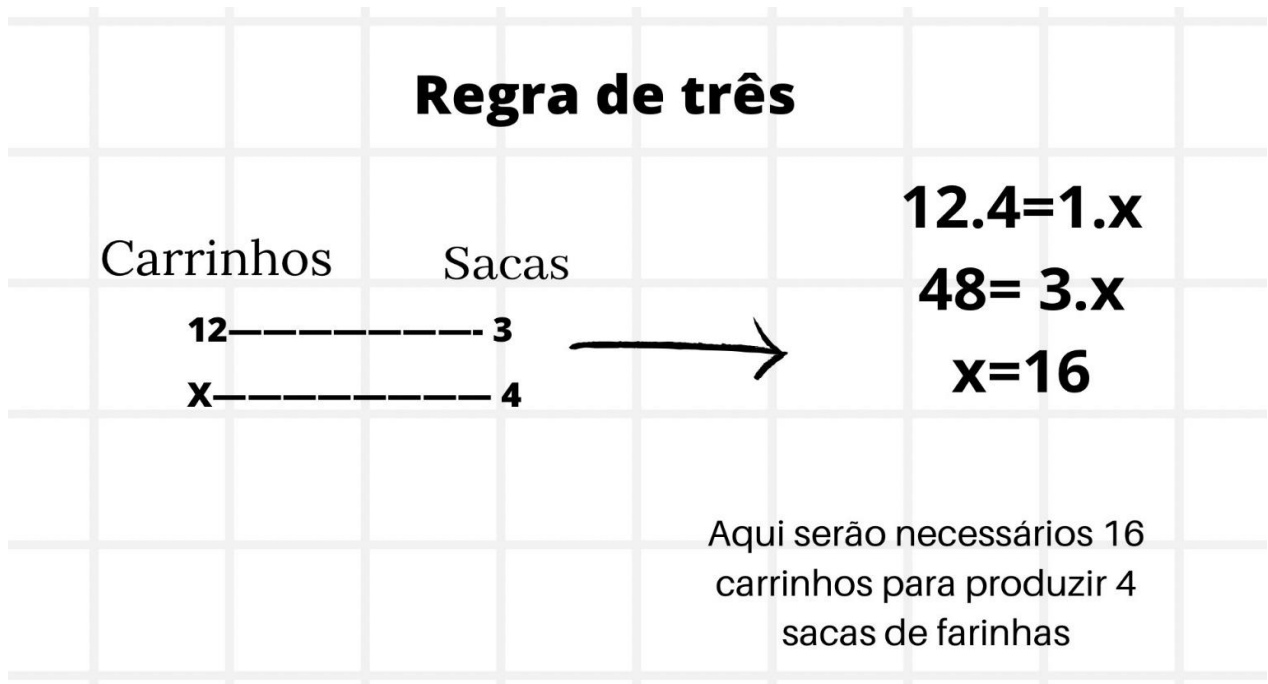 Regra de três
Carrinhos Sacas
12———————- 3
X———————— 4
12.4=1.x
48= 3.x
x=16
Aqui serão necessários 16
carrinhos para produzir 4
sacas de farinhas